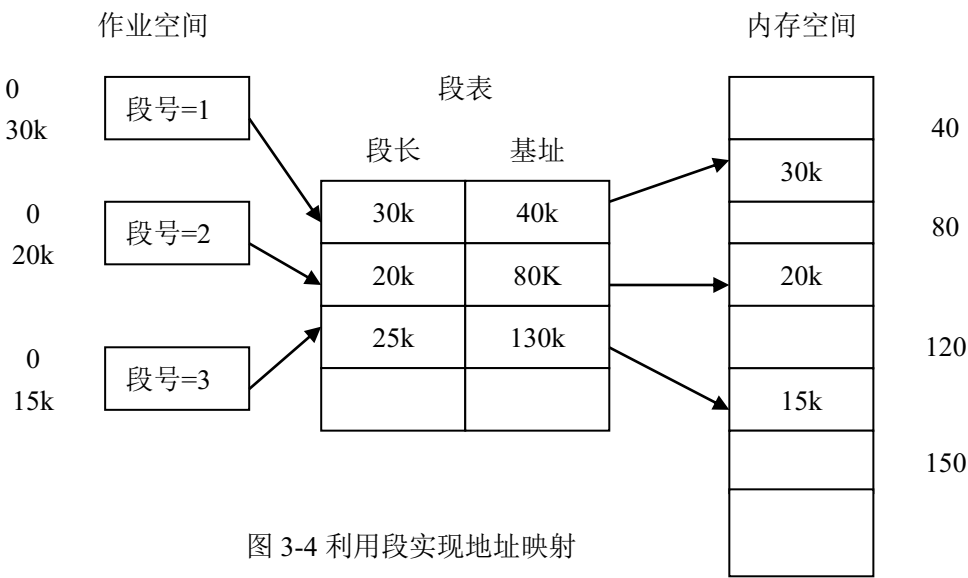 作业空间 内存空间
0
30k
段号=1
0
20k
段号=2
0
15k
段号=3
段表
段长 基址
30k 40k
20k 80K
25k 130k
30k
20k
15k
40
80
120
150
图 3-4 利用段实现地址映射